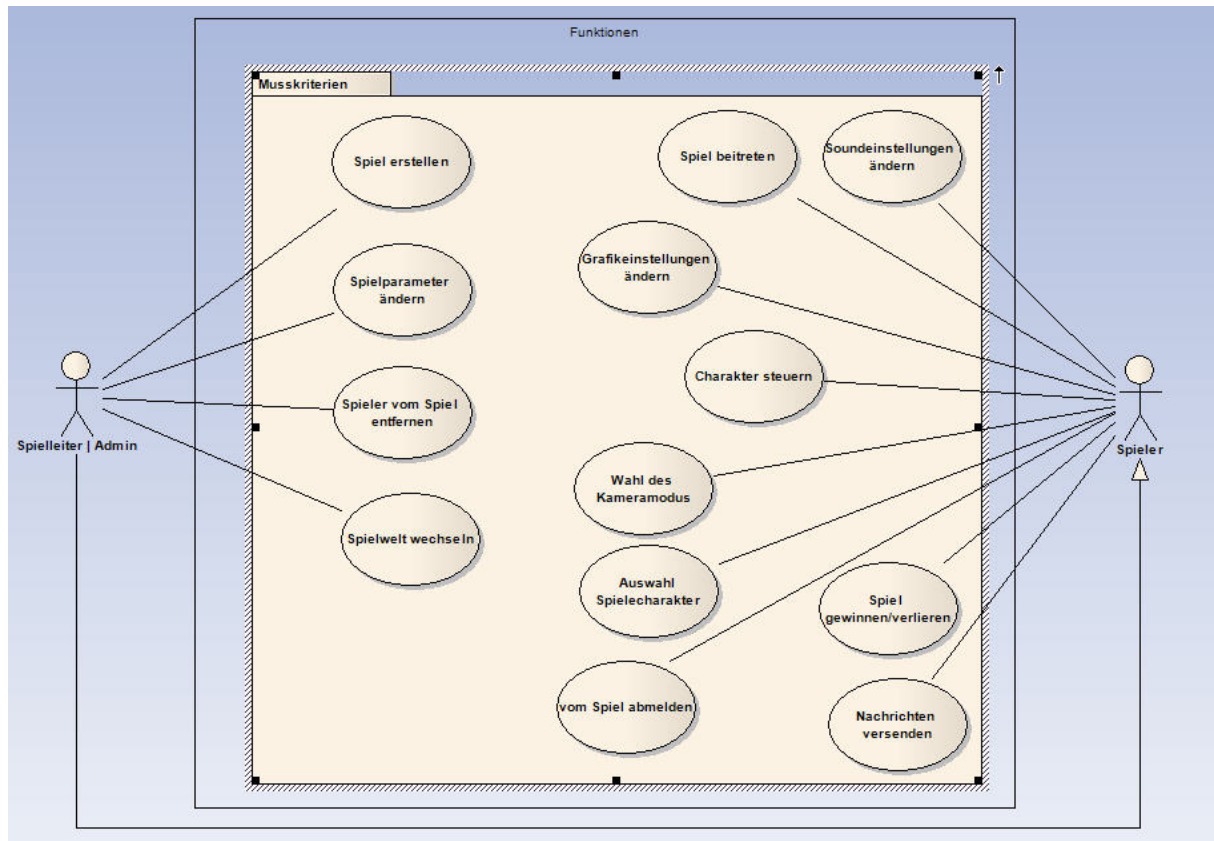 Funktionen
Musskriterien
Spiel erstellen
Spiel beitreten
Soundeinstellungen
ändern
Grafikeinstellungen
ändern
Spielparameter
ändern
Charakter steuern
Spieler vom Spiel
entfernen
Spielleiter | Admin
Spieler
Wahl des
Kameramodus
Spielwelt wechseln
Auswahl
Spielecharakter
Spiel
gewinnen/verlieren
vom Spiel abmelden
Nachrichten
versenden